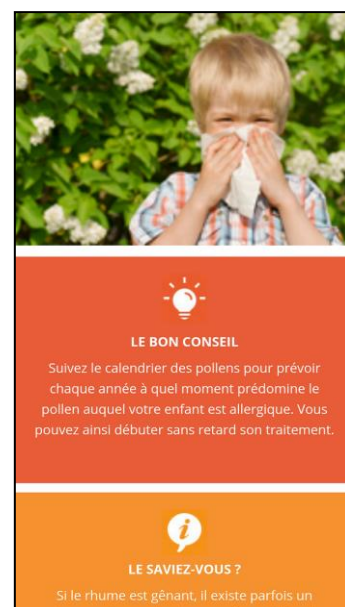 LE BON CONSEIL
Suivez le calendrier des pollens pour prévoir
chaque année à quel moment prédomine le
pollen auquel votre enfant est allergique. Vous
pouvez ainsi débuter sans retard son traitement.
i
LE SAVIEZ-VOUS ?
Si le rhume est gênant, il existe parfois un